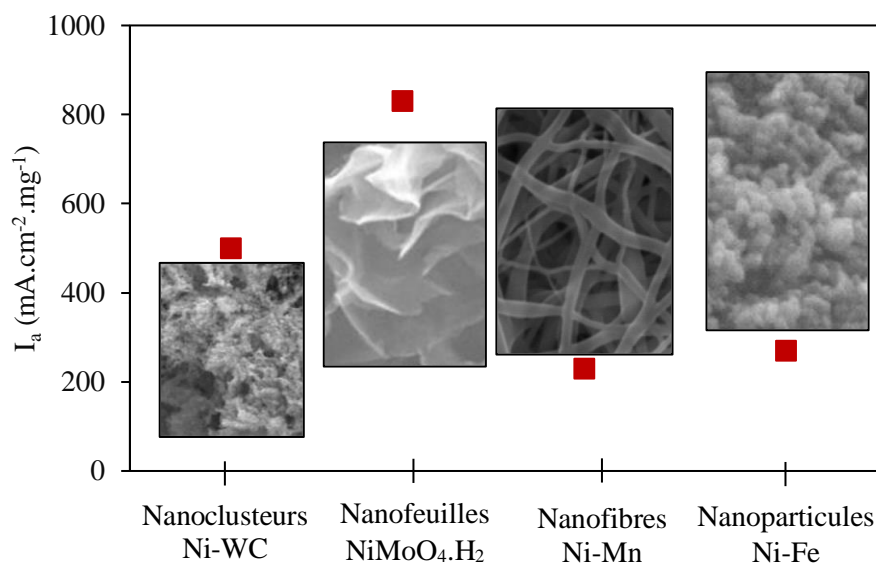 1000
800
600
400
200
0
Iₐ (mA.cm⁻².mg⁻¹)
Nanoclusteurs
Ni-WC
Nanofeuilles
NiMoO₄.H₂
Nanofibres
Ni-Mn
Nanoparticules
Ni-Fe